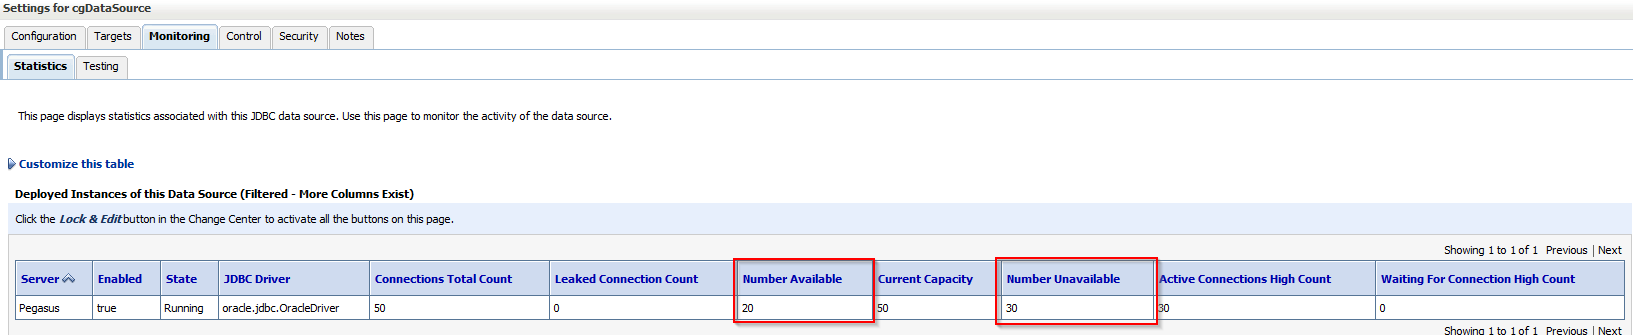 Settings for cgDataSource
Configuration Targets Monitoring Control Security Notes
Statistics Testing
This page displays statistics associated with this JDBC data source. Use this page to monitor the activity of the data source.
Customize this table
Deployed Instances of this Data Source (Filtered - More Columns Exist)
Click the Lock & Edit button in the Change Center to activate all the buttons on this page.
Showing 1 to 1 of 1 Previous | Next
Server Enabled State JDBC Driver Connections Total Count Leaked Connection Count Number Available Current Capacity Number Unavailable Active Connections High Count Waiting For Connection High Count
Pegasus true Running oracle.jdbc.OracleDriver 50 0 20 50 30 30 0
Showing 1 to 1 of 1 Previous | Next